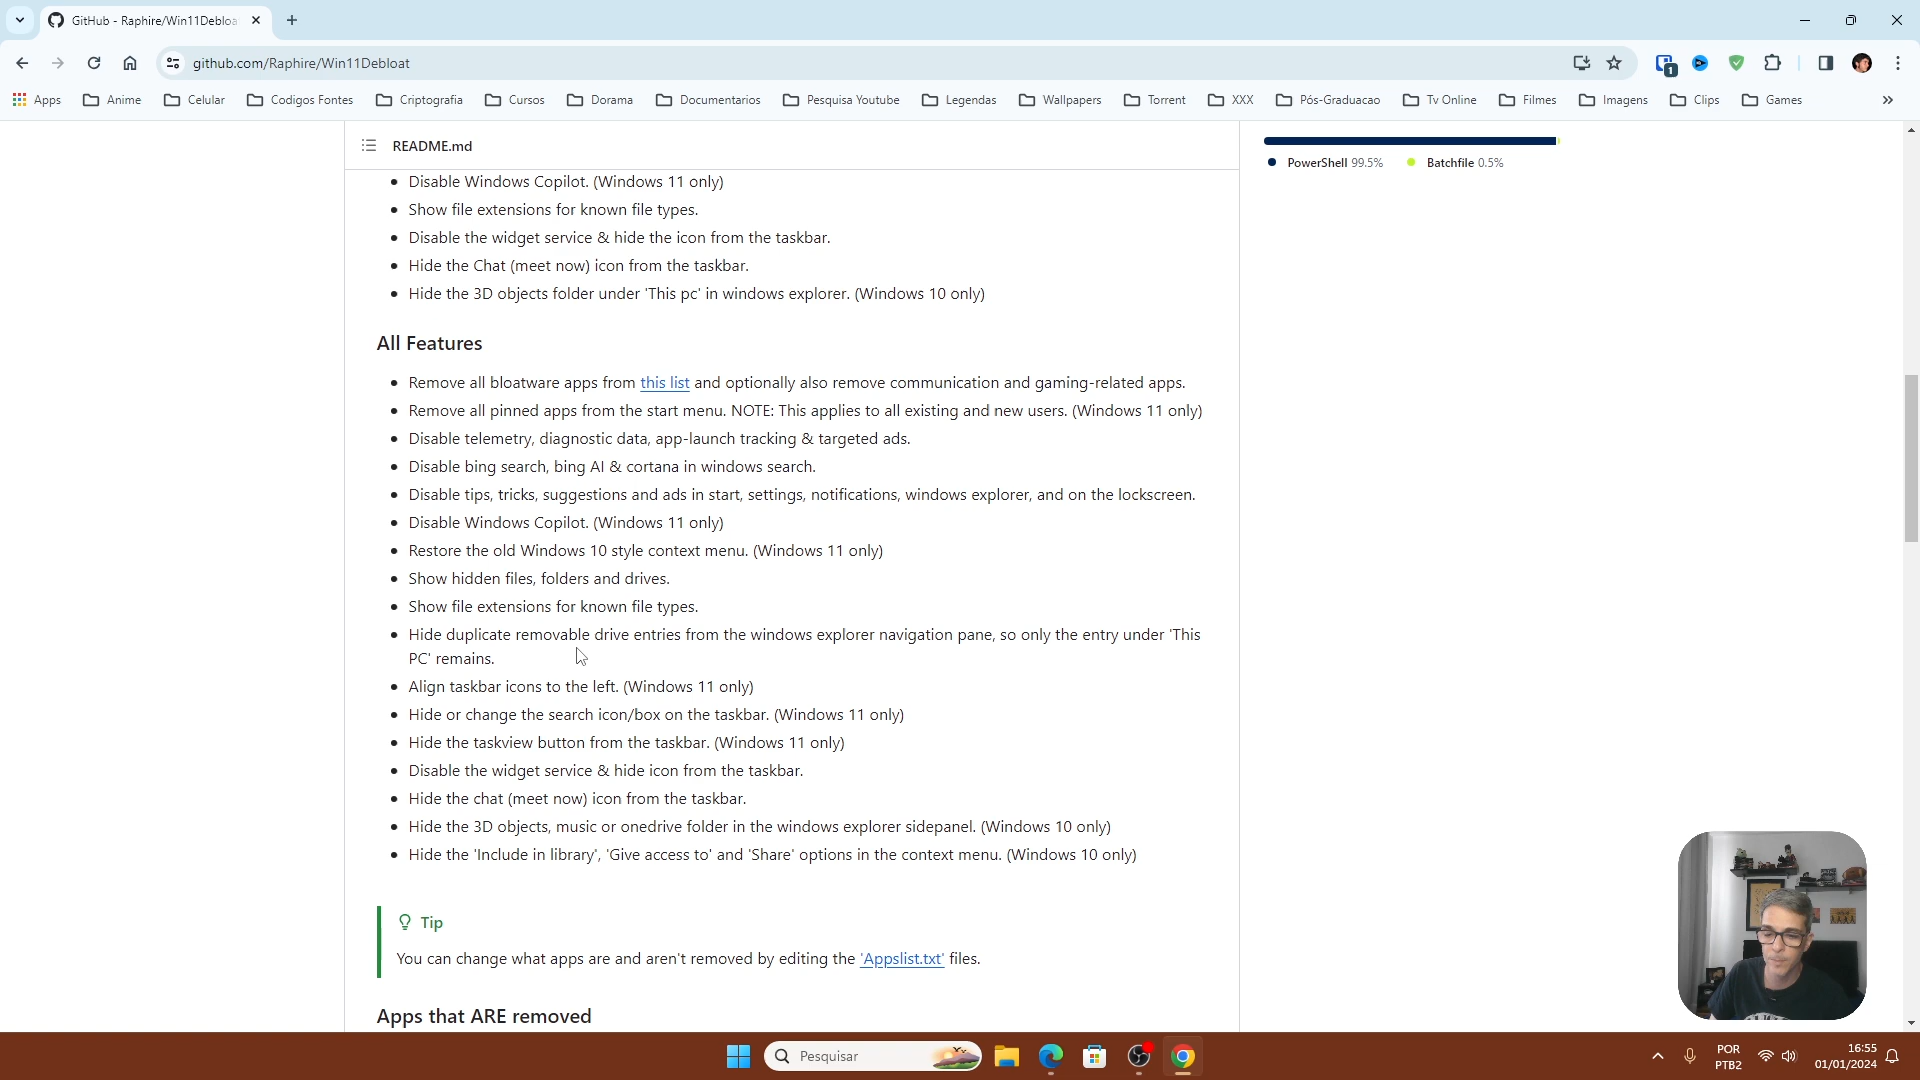 GitHub - Raphire/Win11Debloa
github.com/Raphire/Win11Debloat
1
Apps
Anime
Celular
Codigos Fontes
Criptografia
Cursos
Dorama
Documentarios
Pesquisa Youtube
Legendas
Wallpapers
Torrent
XXX
Pós-Graduacao
Tv Online
Filmes
Imagens
Clips
Games
README.md
PowerShell 99.5%
Batchfile 0.5%
Disable Windows Copilot. (Windows 11 only)
Show file extensions for known file types.
Disable the widget service & hide the icon from the taskbar.
Hide the Chat (meet now) icon from the taskbar.
Hide the 3D objects folder under 'This pc' in windows explorer. (Windows 10 only)
All Features
Remove all bloatware apps from this list and optionally also remove communication and gaming-related apps.
Remove all pinned apps from the start menu. NOTE: This applies to all existing and new users. (Windows 11 only)
Disable telemetry, diagnostic data, app-launch tracking & targeted ads.
Disable bing search, bing AI & cortana in windows search.
Disable tips, tricks, suggestions and ads in start, settings, notifications, windows explorer, and on the lockscreen.
Disable Windows Copilot. (Windows 11 only)
Restore the old Windows 10 style context menu. (Windows 11 only)
Show hidden files, folders and drives.
Show file extensions for known file types.
Hide duplicate removable drive entries from the windows explorer navigation pane, so only the entry under 'This
PC' remains.
Align taskbar icons to the left. (Windows 11 only)
Hide or change the search icon/box on the taskbar. (Windows 11 only)
Hide the taskview button from the taskbar. (Windows 11 only)
Disable the widget service & hide icon from the taskbar.
Hide the chat (meet now) icon from the taskbar.
Hide the 3D objects, music or onedrive folder in the windows explorer sidepanel. (Windows 10 only)
Hide the 'Include in library', 'Give access to' and 'Share' options in the context menu. (Windows 10 only)
Tip
You can change what apps are and aren't removed by editing the 'Appslist.txt' files.
Apps that ARE removed
Pesquisar
POR
PTB2
16:55
01/01/2024